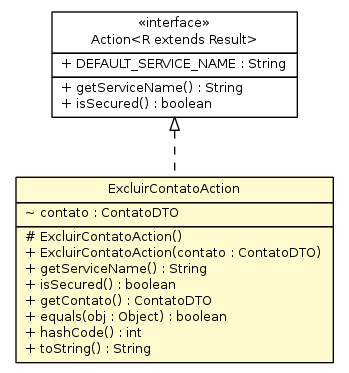 «interface»
Action<R extends Result>
+ DEFAULT_SERVICE_NAME : String
+ getServiceName() : String
+ isSecured() : boolean
ExcluirContatoAction
~ contato : ContatoDTO
# ExcluirContatoAction()
+ ExcluirContatoAction(contato : ContatoDTO)
+ getServiceName() : String
+ isSecured() : boolean
+ getContato() : ContatoDTO
+ equals(obj : Object) : boolean
+ hashCode() : int
+ toString() : String